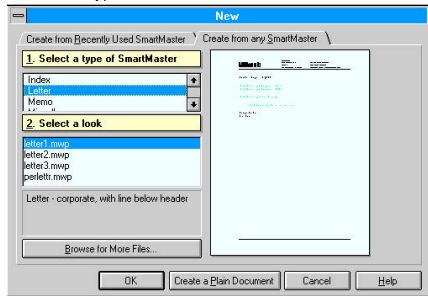 New
Create from Recently Used SmartMaster
Create from any SmartMaster
1. Select a type of SmartMaster
Index
Letter
Memo
2. Select a look
letter1.mwp
letter2.mwp
letter3.mwp
perlettr.mwp
Letter - corporate, with line below header
Browse for More Files...
OK
Create a Plain Document
Cancel
Help